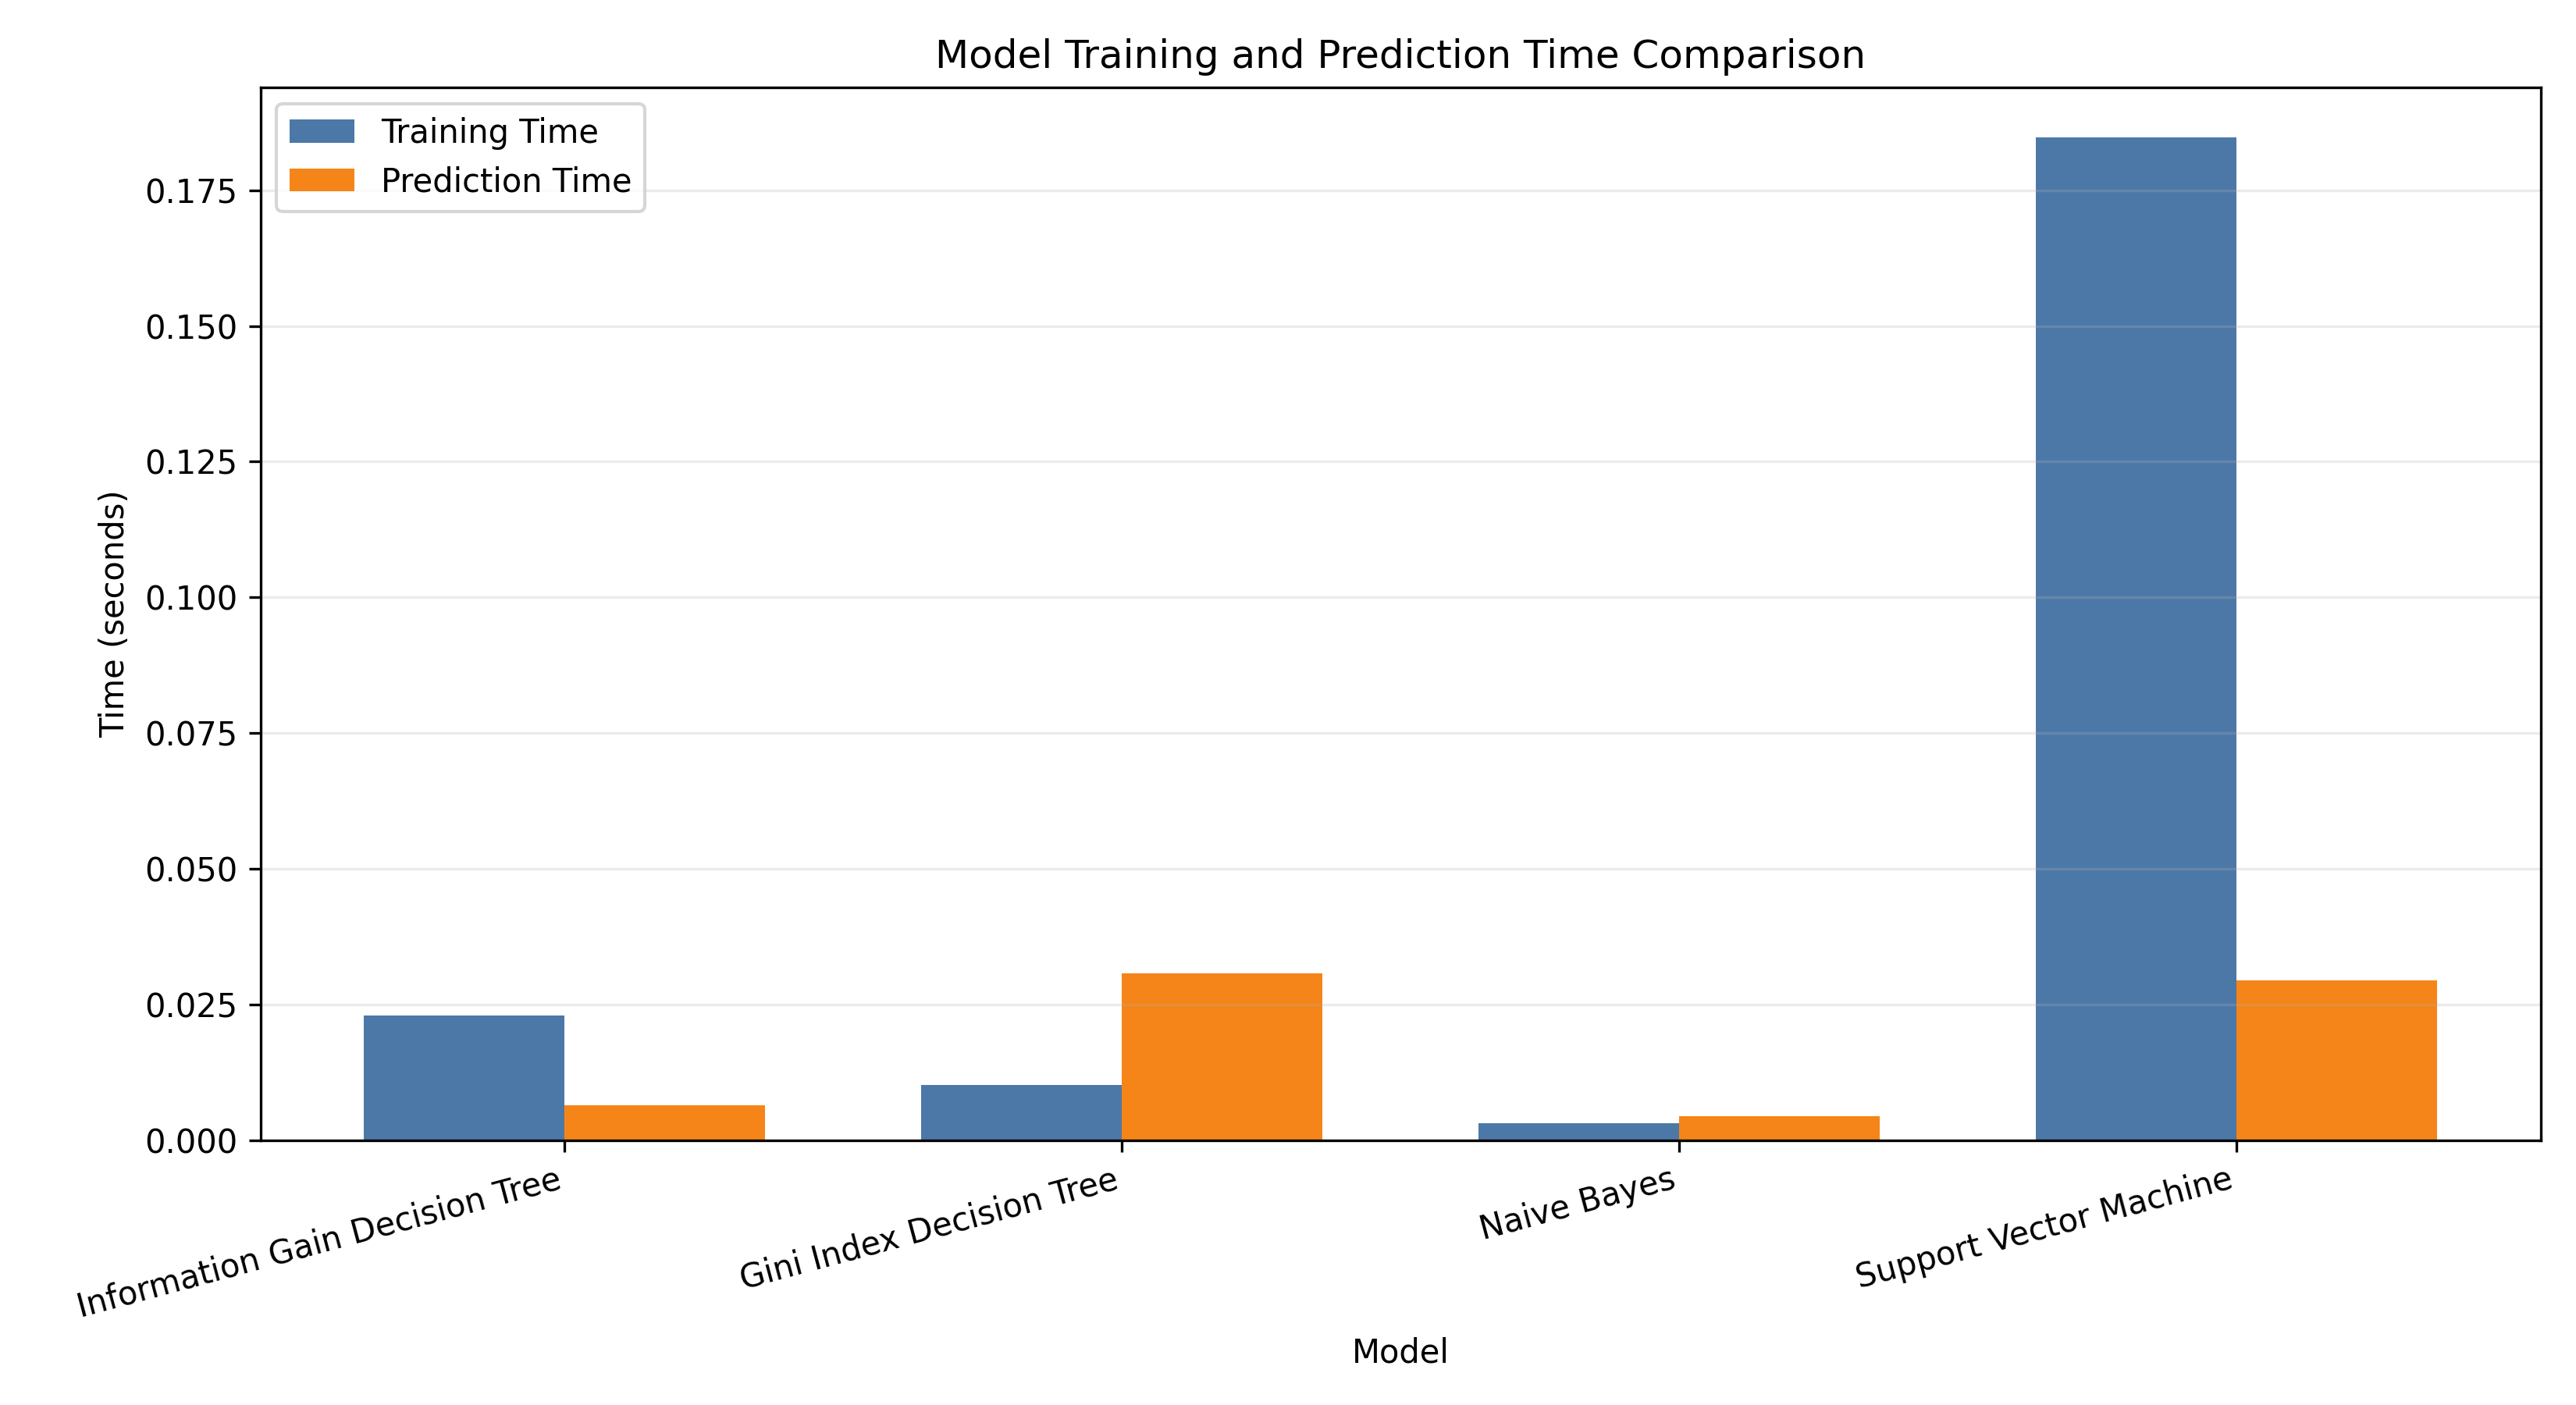 Model Training and Prediction Time Comparison
Training Time
Prediction Time
0.175
0.150
0.125
0.100
0.075
0.050
0.025
0.000
Time (seconds)
Information Gain Decision Tree
Gini Index Decision Tree
Naive Bayes
Support Vector Machine
Model